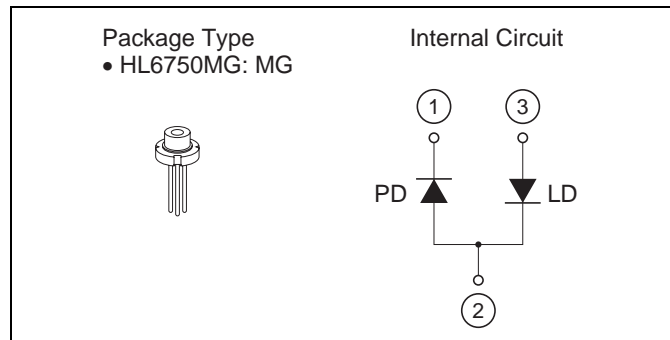 Package Type
• HL6750MG: MG
Internal Circuit
1
3
PD
LD
2